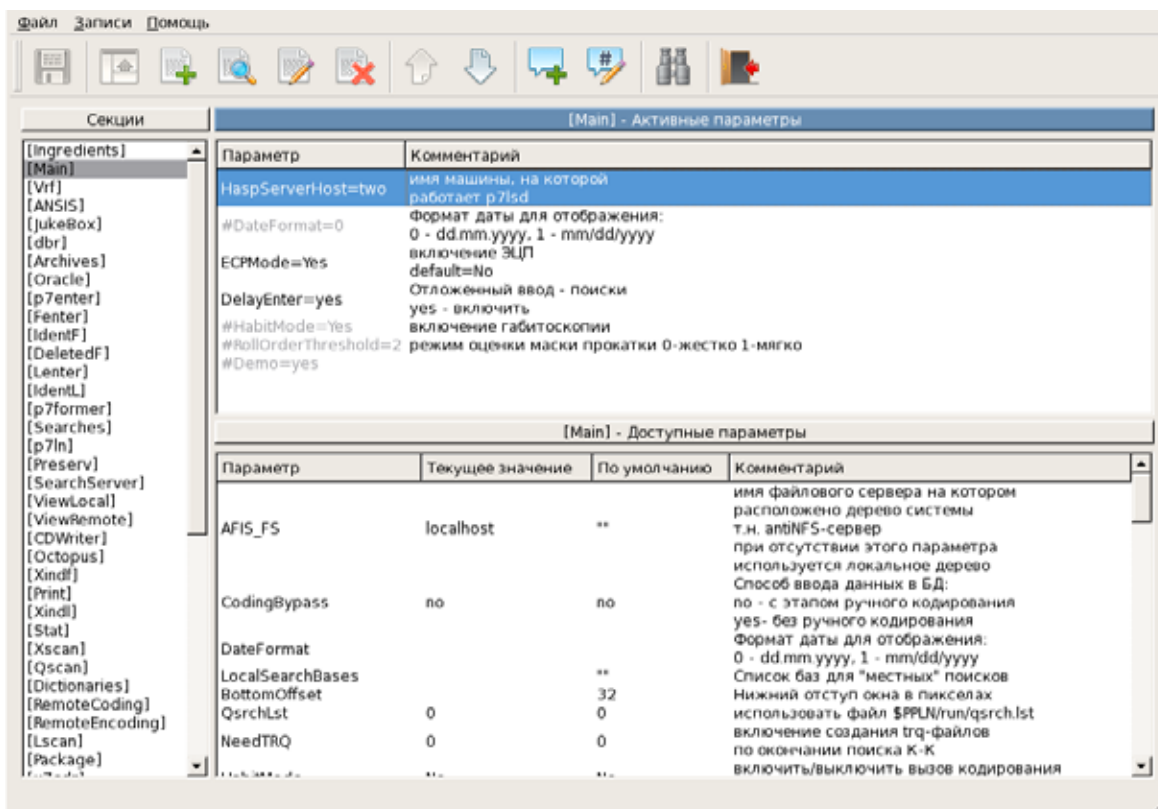 Файл Записи Помощь
Секции
[Ingredients]
[Main]
[Vrf]
[ANSIS]
[JukeBox]
[dbr]
[Archives]
[Oracle]
[p7enter]
[Fenter]
[IdentF]
[DeletedF]
[Lenter]
[IdentL]
[p7former]
[Searches]
[p7ln]
[Preserv]
[SearchServer]
[ViewLocal]
[ViewRemote]
[CDWriter]
[Octopus]
[Xindf]
[Print]
[Xindl]
[Stat]
[Xscan]
[Qscan]
[Dictionaries]
[RemoteCoding]
[RemoteEncoding]
[Lscan]
[Package]
[Main] - Активные параметры
Параметр Комментарий
HaspServerHost=two имя машины, на которой
работает p7lsd
#DateFormat=0 Формат даты для отображения:
0 - dd.mm.yyyy, 1 - mm/dd/yyyy
ECPMode=Yes включение ЭЦП
default=No
DelayEnter=yes Отложенный ввод - поиски
yes - включить
#HabitMode=Yes включение габитоскопии
#RollOrderThreshold=2 режим оценки маски прокатки 0-жестко 1-мягко
#Demo=yes
[Main] - Доступные параметры
Параметр Текущее значение По умолчанию Комментарий
AFIS_FS localhost "" имя файлового сервера на котором
расположено дерево системы
т.н. antiNFS-сервер
при отсутствии этого параметра
используется локальное дерево
CodingBypass no no Способ ввода данных в БД:
no - с этапом ручного кодирования
yes- без ручного кодирования
DateFormat Формат даты для отображения:
0 - dd.mm.yyyy, 1 - mm/dd/yyyy
LocalSearchBases "" Список баз для "местных" поисков
BottomOffset 32 Нижний отступ окна в пикселах
QsrchLst 0 0 использовать файл $PPLN/run/qsrch.lst
NeedTRQ 0 0 включение создания trq-файлов
по окончании поиска К-К
включить/выключить вызов кодирования